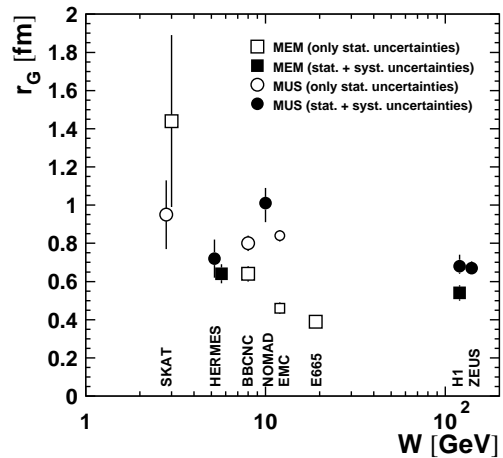 r_G [fm]
2
1.8
1.6
1.4
1.2
1
0.8
0.6
0.4
0.2
0
MEM (only stat. uncertainties)
MEM (stat. + syst. uncertainties)
MUS (only stat. uncertainties)
MUS (stat. + syst. uncertainties)
SKAT
HERMES
BBCNC
NOMAD
EMC
E665
H1
ZEUS
1
10
10^2
W [GeV]